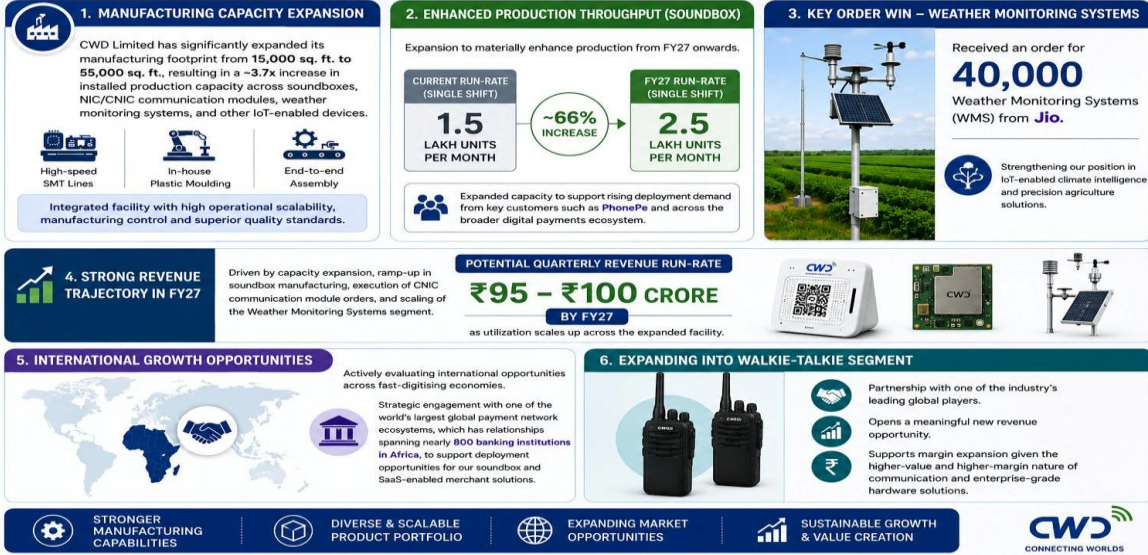 1. MANUFACTURING CAPACITY EXPANSION
CWD Limited has significantly expanded its
manufacturing footprint from 15,000 sq. ft. to
55,000 sq. ft., resulting in a ~3.7x increase in
installed production capacity across soundboxes,
NIC/CNIC communication modules, weather
monitoring systems, and other IoT-enabled devices.
High-speed
SMT Lines
In-house
Plastic Moulding
End-to-end
Assembly
Integrated facility with high operational scalability,
manufacturing control and superior quality standards.
2. ENHANCED PRODUCTION THROUGHPUT (SOUNDBOX)
Expansion to materially enhance production from FY27 onwards.
CURRENT RUN-RATE
(SINGLE SHIFT)
1.5
LAKH UNITS
PER MONTH
~66%
INCREASE
FY27 RUN-RATE
(SINGLE SHIFT)
2.5
LAKH UNITS
PER MONTH
Expanded capacity to support rising deployment demand
from key customers such as PhonePe and across the
broader digital payments ecosystem.
3. KEY ORDER WIN – WEATHER MONITORING SYSTEMS
Received an order for
40,000
Weather Monitoring Systems
(WMS) from Jio.
Strengthening our position in
IoT-enabled climate intelligence
and precision agriculture
solutions.
4. STRONG REVENUE
TRAJECTORY IN FY27
Driven by capacity expansion, ramp-up in
soundbox manufacturing, execution of CNIC
communication module orders, and scaling of
the Weather Monitoring Systems segment.
POTENTIAL QUARTERLY REVENUE RUN-RATE
₹95 – ₹100 CRORE
BY FY27
as utilization scales up across the expanded facility.
CWD
CWD
5. INTERNATIONAL GROWTH OPPORTUNITIES
Actively evaluating international opportunities
across fast-digitising economies.
Strategic engagement with one of the
world's largest global payment network
ecosystems, which has relationships
spanning nearly 800 banking institutions
in Africa, to support deployment
opportunities for our soundbox and
SaaS-enabled merchant solutions.
6. EXPANDING INTO WALKIE-TALKIE SEGMENT
Partnership with one of the industry's
leading global players.
Opens a meaningful new revenue
opportunity.
₹
Supports margin expansion given the
higher-value and higher-margin nature of
communication and enterprise-grade
hardware solutions.
STRONGER
MANUFACTURING
CAPABILITIES
DIVERSE & SCALABLE
PRODUCT PORTFOLIO
EXPANDING MARKET
OPPORTUNITIES
SUSTAINABLE GROWTH
& VALUE CREATION
CWD
CONNECTING WORLDS